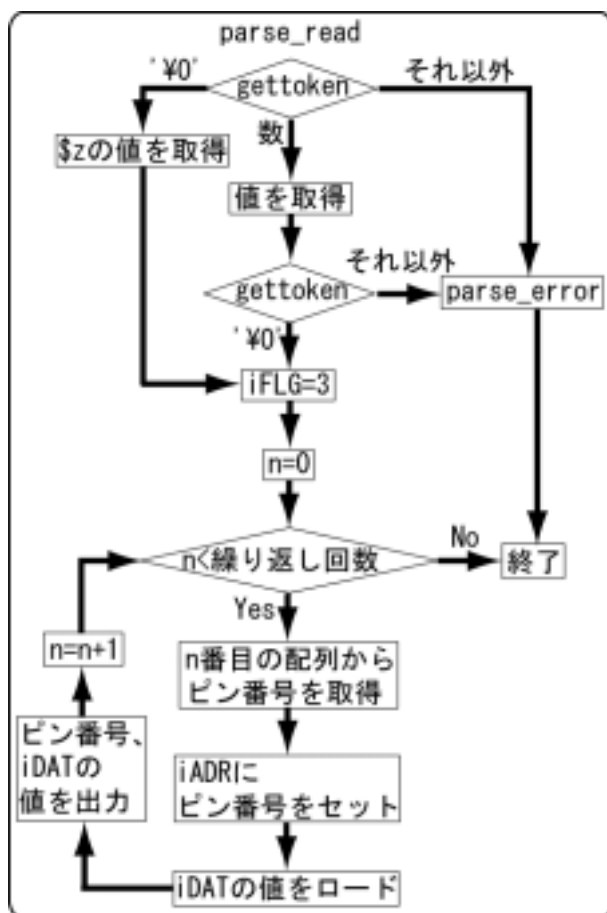 parse_read
'¥0'
gettoken
それ以外
$zの値を取得
数
値を取得
gettoken
それ以外
parse_error
'¥0'
iFLG=3
n=0
n<繰り返し回数
No
終了
Yes
n=n+1
n番目の配列から
ピン番号を取得
ピン番号、
iDATの
値を出力
iADRに
ピン番号をセット
iDATの値をロード